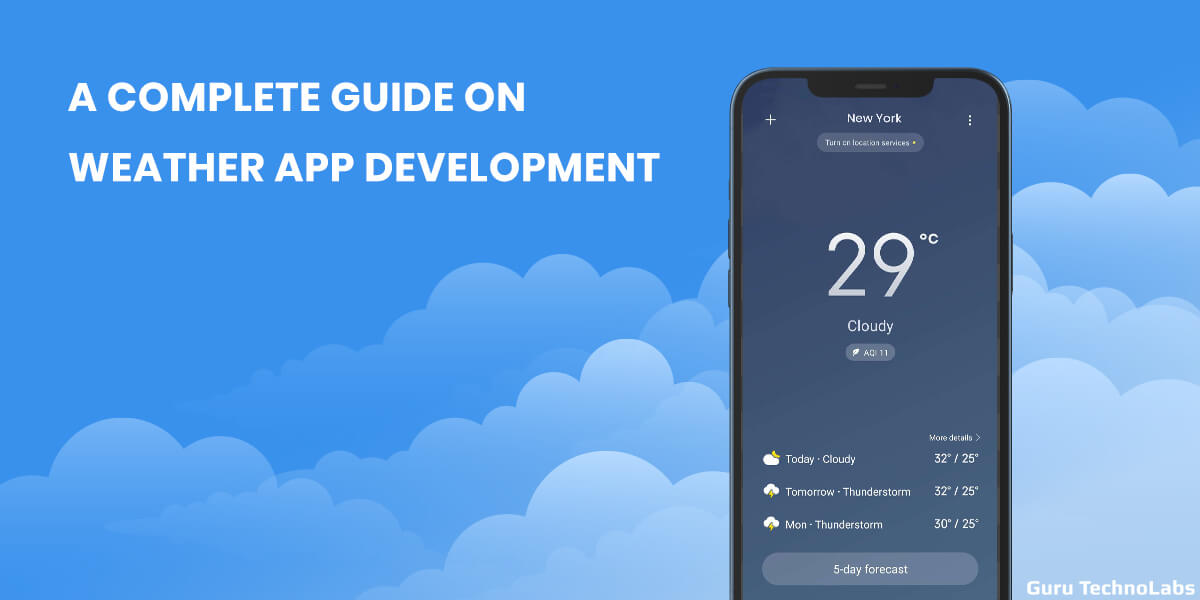 A COMPLETE GUIDE ON
WEATHER APP DEVELOPMENT
New York
Turn on location services
29°C
Cloudy
AQI 11
More details
Today · Cloudy 32° / 25°
Tomorrow · Thunderstorm 32° / 25°
Mon · Thunderstorm 30° / 25°
5-day forecast
Guru TechnoLabs